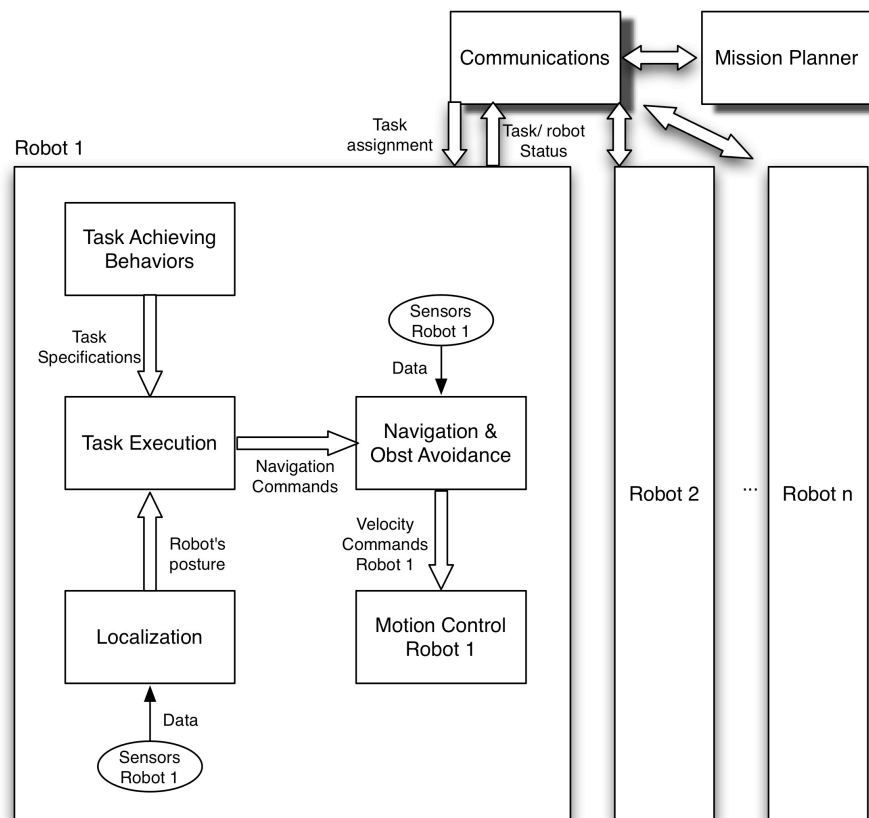 Communications
Mission Planner
Task
assignment
Task/ robot
Status
Robot 1
Task Achieving
Behaviors
Sensors
Robot 1
Task
Specifications
Data
Task Execution
Navigation &
Obst Avoidance
Navigation
Commands
Robot 2
...
Robot n
Velocity
Commands
Robot 1
Robot's
posture
Localization
Motion Control
Robot 1
Data
Sensors
Robot 1